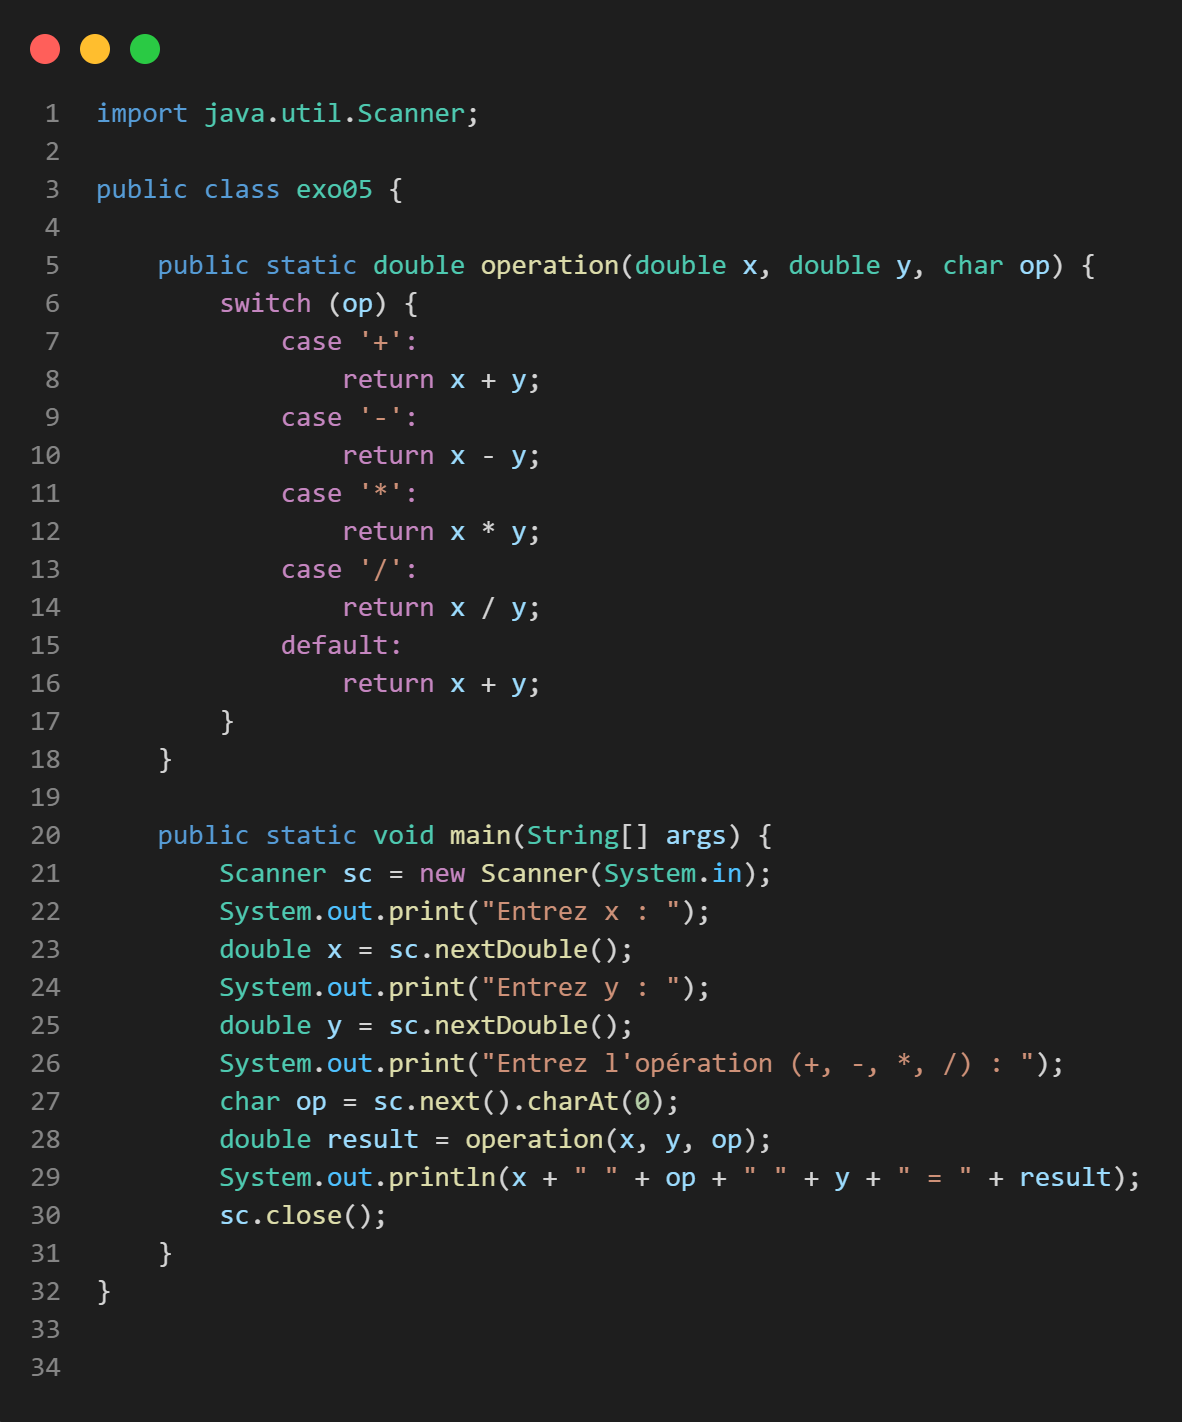 1 import java.util.Scanner;
2
3 public class exo05 {
4
5     public static double operation(double x, double y, char op) {
6         switch (op) {
7             case '+':
8                 return x + y;
9             case '-':
10                 return x - y;
11             case '*':
12                 return x * y;
13             case '/':
14                 return x / y;
15             default:
16                 return x + y;
17         }
18     }
19
20     public static void main(String[] args) {
21         Scanner sc = new Scanner(System.in);
22         System.out.print("Entrez x : ");
23         double x = sc.nextDouble();
24         System.out.print("Entrez y : ");
25         double y = sc.nextDouble();
26         System.out.print("Entrez l'opération (+, -, *, /) : ");
27         char op = sc.next().charAt(0);
28         double result = operation(x, y, op);
29         System.out.println(x + " " + op + " " + y + " = " + result);
30         sc.close();
31     }
32 }
33
34